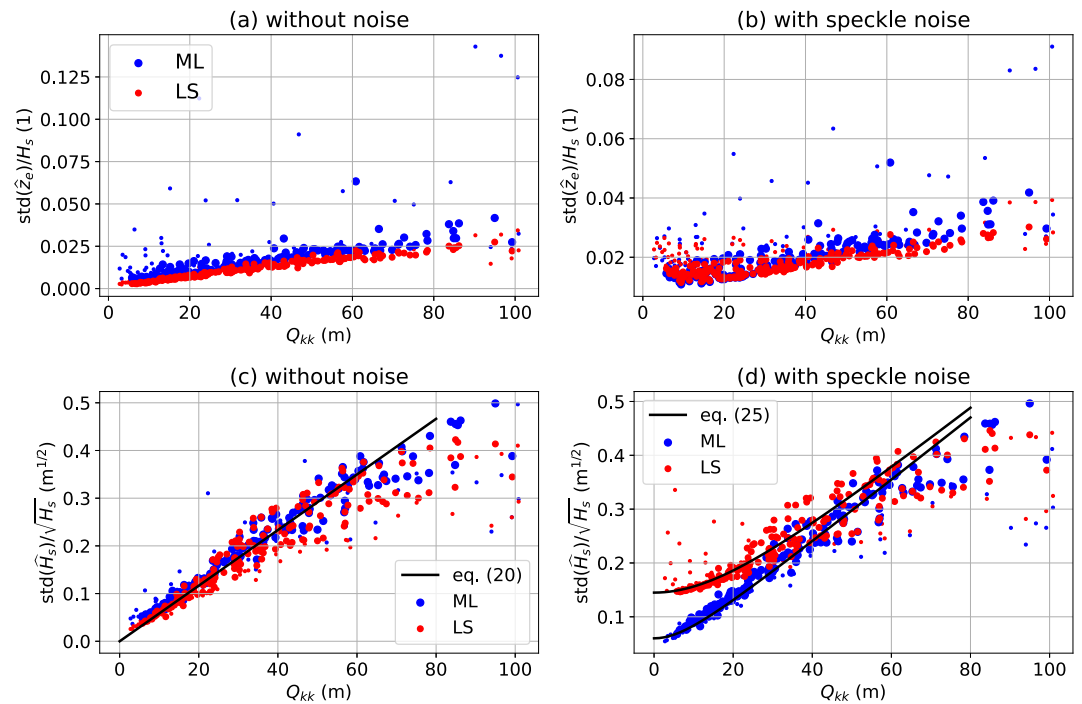 (a) without noise
(b) with speckle noise
ML
LS
0.125
0.100
0.075
0.050
0.025
0.000
std(ẑₑ)/Hₛ (1)
0 20 40 60 80 100
Qₖₖ (m)
0.08
0.06
0.04
0.02
std(ẑₑ)/Hₛ (1)
0 20 40 60 80 100
Qₖₖ (m)
(c) without noise
(d) with speckle noise
0.5
0.4
0.3
0.2
0.1
0.0
std(Ĥₛ)/√Hₛ (m^1/2)
eq. (20)
ML
LS
0 20 40 60 80 100
Qₖₖ (m)
eq. (25)
ML
LS
0.5
0.4
0.3
0.2
0.1
std(Ĥₛ)/√Hₛ (m^1/2)
0 20 40 60 80 100
Qₖₖ (m)